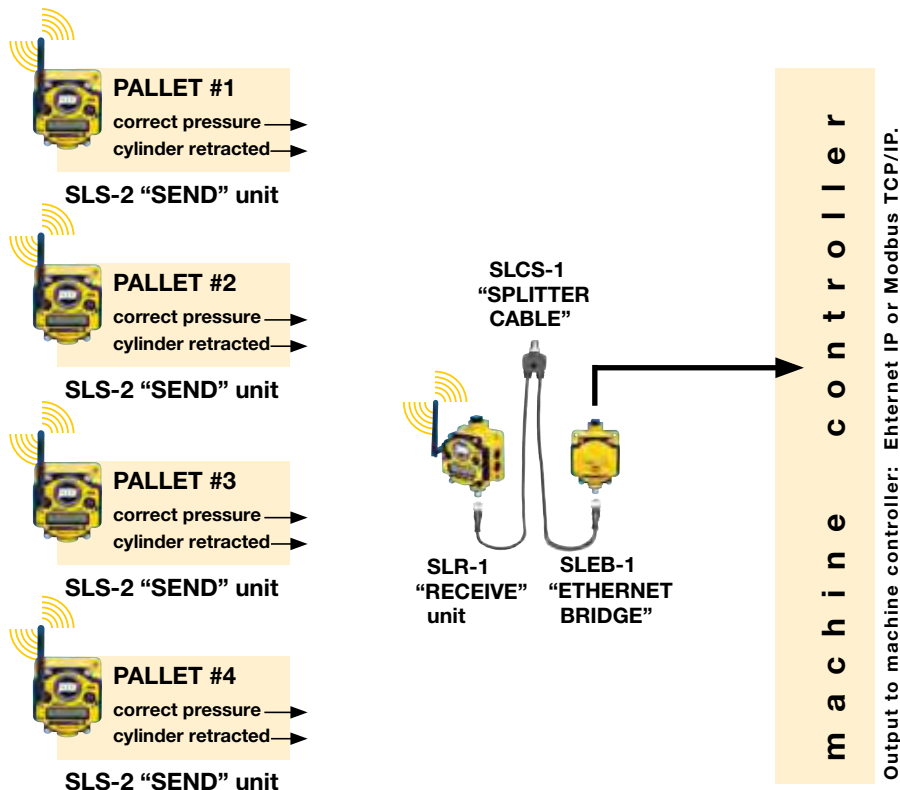 PALLET #1
correct pressure
cylinder retracted
SLS-2 “SEND” unit
PALLET #2
correct pressure
cylinder retracted
SLS-2 “SEND” unit
PALLET #3
correct pressure
cylinder retracted
SLS-2 “SEND” unit
PALLET #4
correct pressure
cylinder retracted
SLS-2 “SEND” unit
SLCS-1
“SPLITTER
CABLE”
SLR-1
“RECEIVE”
unit
SLEB-1
“ETHERNET
BRIDGE”
machine controller
Output to machine controller: Ehternet IP or Modbus TCP/IP.